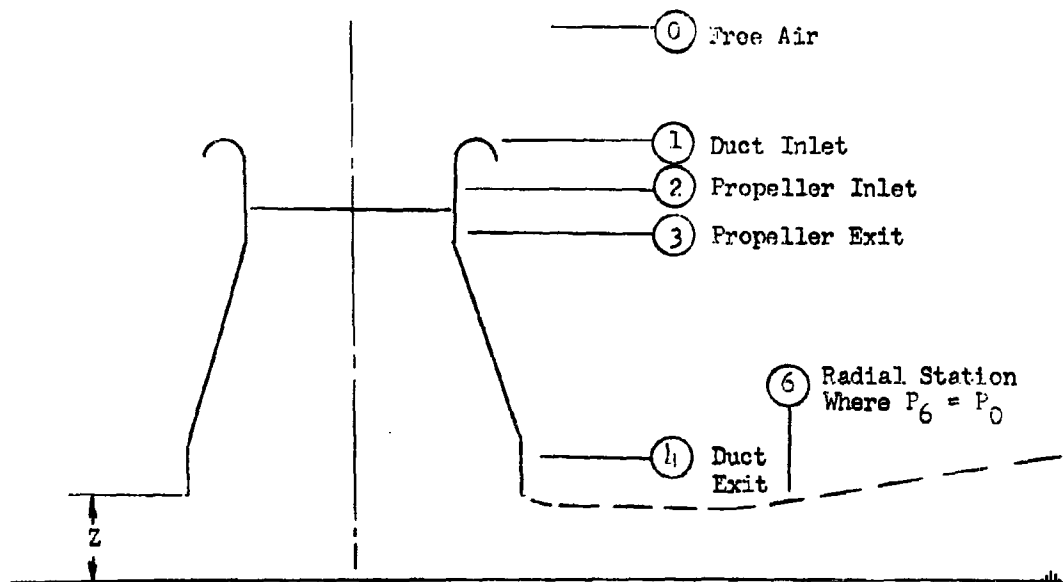 0 Free Air
1 Duct Inlet
2 Propeller Inlet
3 Propeller Exit
6 Radial Station
Where P6 = P0
4 Duct
Exit
Z